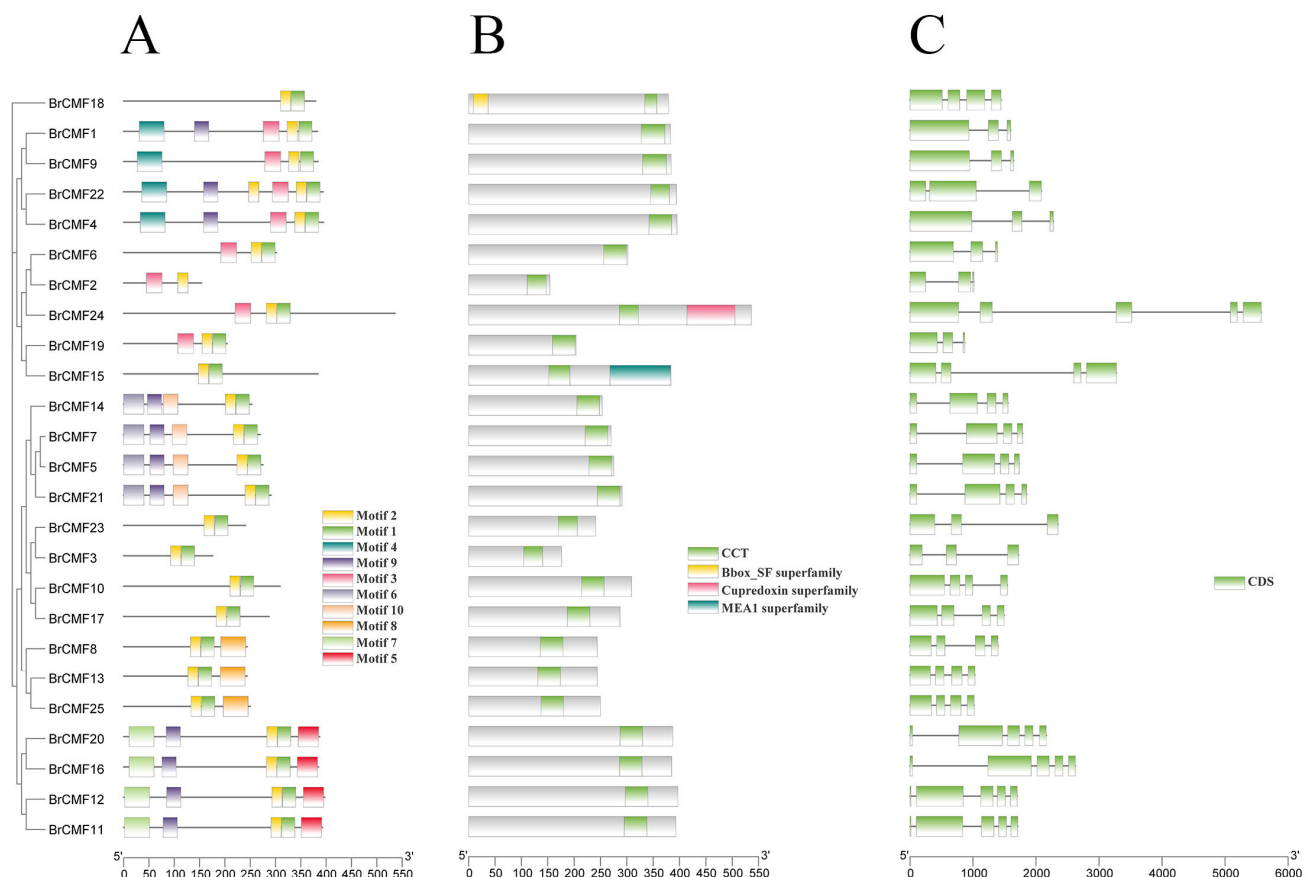 A B C
BrCMF18
BrCMF1
BrCMF9
BrCMF22
BrCMF4
BrCMF6
BrCMF2
BrCMF24
BrCMF19
BrCMF15
BrCMF14
BrCMF7
BrCMF5
BrCMF21
BrCMF23
BrCMF3
BrCMF10
BrCMF17
BrCMF8
BrCMF13
BrCMF25
BrCMF20
BrCMF16
BrCMF12
BrCMF11
Motif 2
Motif 1
Motif 4
Motif 9
Motif 3
Motif 6
Motif 10
Motif 8
Motif 7
Motif 5
CCT
Bbox_SF superfamily
Cupredoxin superfamily
MEA1 superfamily
CDS
5' 3' 5' 3' 5' 3'
0 50 100 150 200 250 300 350 400 450 500 550 0 50 100 150 200 250 300 350 400 450 500 550 0 1000 2000 3000 4000 5000 6000